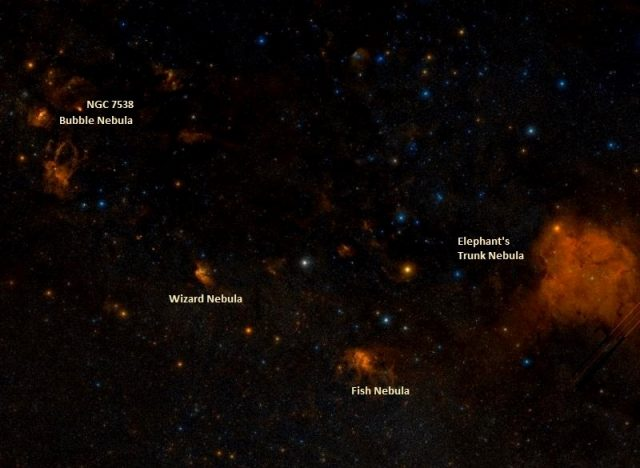 NGC 7538
Bubble Nebula
Elephant's
Trunk Nebula
Wizard Nebula
Fish Nebula